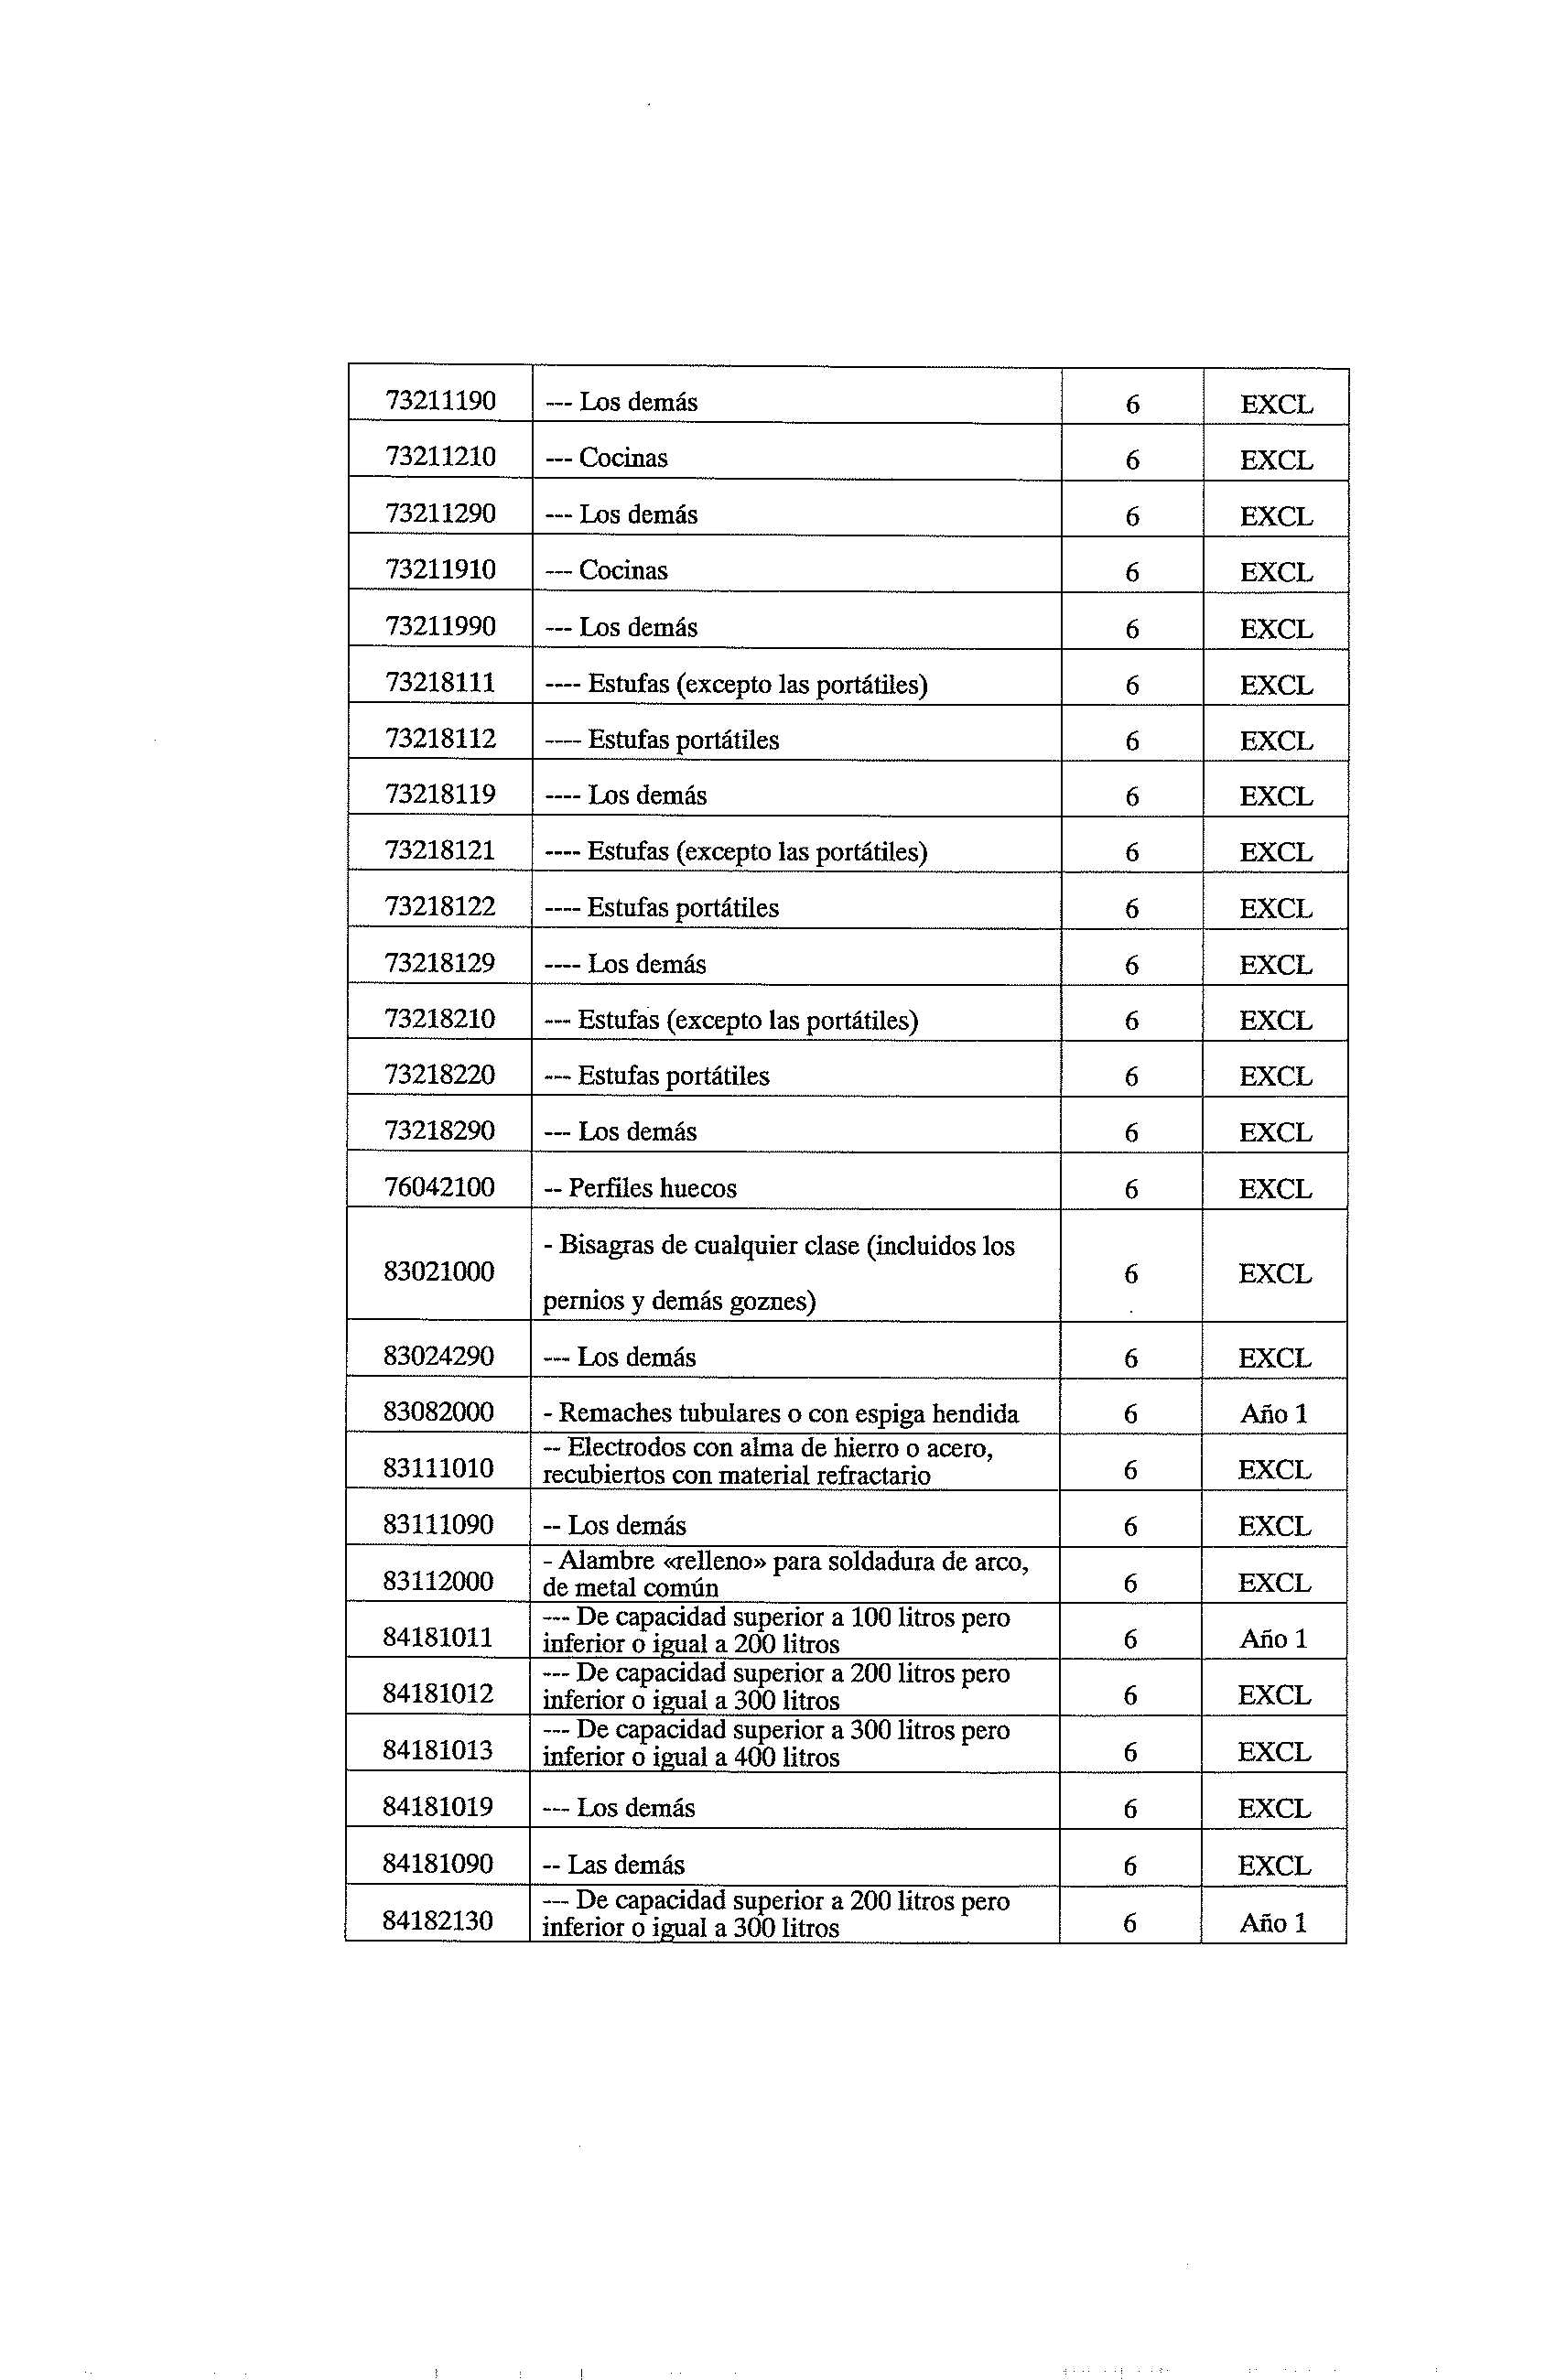 73211190 --- Los demás 6 EXCL
73211210 --- Cocinas 6 EXCL
73211290 --- Los demás 6 EXCL
73211910 --- Cocinas 6 EXCL
73211990 --- Los demás 6 EXCL
73218111 ---- Estufas (excepto las portátiles) 6 EXCL
73218112 ---- Estufas portátiles 6 EXCL
73218119 ---- Los demás 6 EXCL
73218121 ---- Estufas (excepto las portátiles) 6 EXCL
73218122 ---- Estufas portátiles 6 EXCL
73218129 ---- Los demás 6 EXCL
73218210 --- Estufas (excepto las portátiles) 6 EXCL
73218220 --- Estufas portátiles 6 EXCL
73218290 --- Los demás 6 EXCL
76042100 -- Perfiles huecos 6 EXCL
83021000 - Bisagras de cualquier clase (incluidos los
pernios y demás goznes) 6 EXCL
83024290 --- Los demás 6 EXCL
83082000 - Remaches tubulares o con espiga hendida 6 Año 1
83111010 -- Electrodos con alma de hierro o acero,
recubiertos con material refractario 6 EXCL
83111090 -- Los demás 6 EXCL
83112000 - Alambre «relleno» para soldadura de arco,
de metal común 6 EXCL
84181011 --- De capacidad superior a 100 litros pero
inferior o igual a 200 litros 6 Año 1
84181012 --- De capacidad superior a 200 litros pero
inferior o igual a 300 litros 6 EXCL
84181013 --- De capacidad superior a 300 litros pero
inferior o igual a 400 litros 6 EXCL
84181019 --- Los demás 6 EXCL
84181090 -- Las demás 6 EXCL
84182130 --- De capacidad superior a 200 litros pero
inferior o igual a 300 litros 6 Año 1